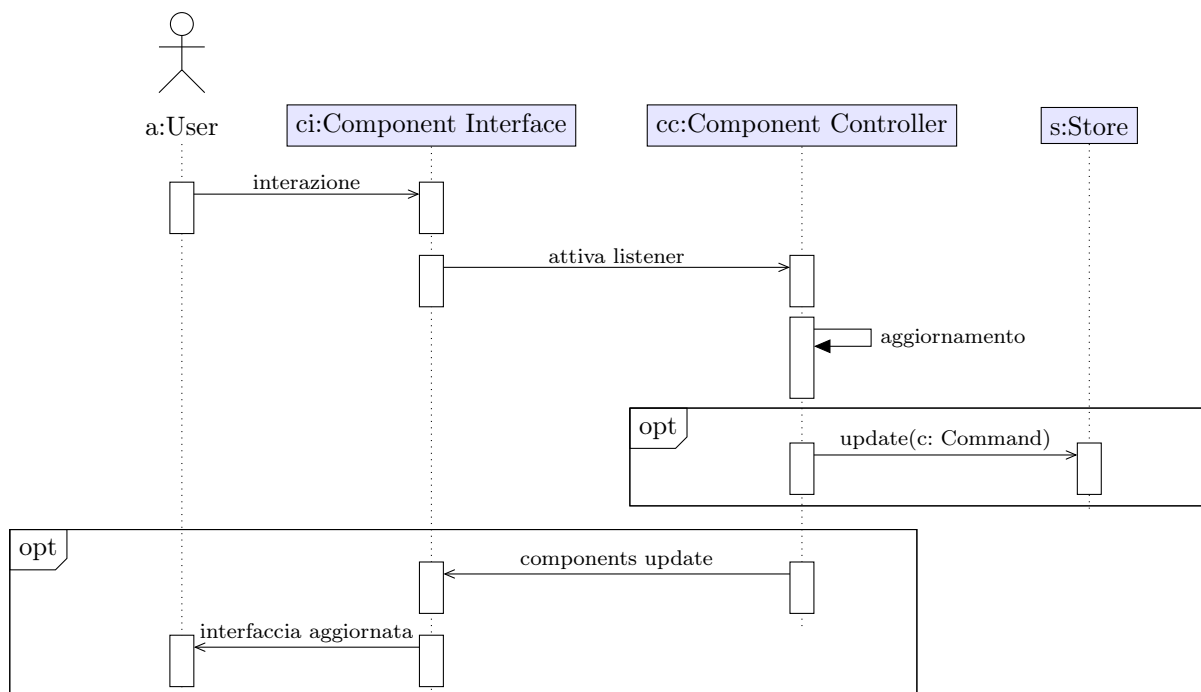 a:User
ci:Component Interface
cc:Component Controller
s:Store
interazione
attiva listener
aggiornamento
opt
update(c: Command)
opt
components update
interfaccia aggiornata